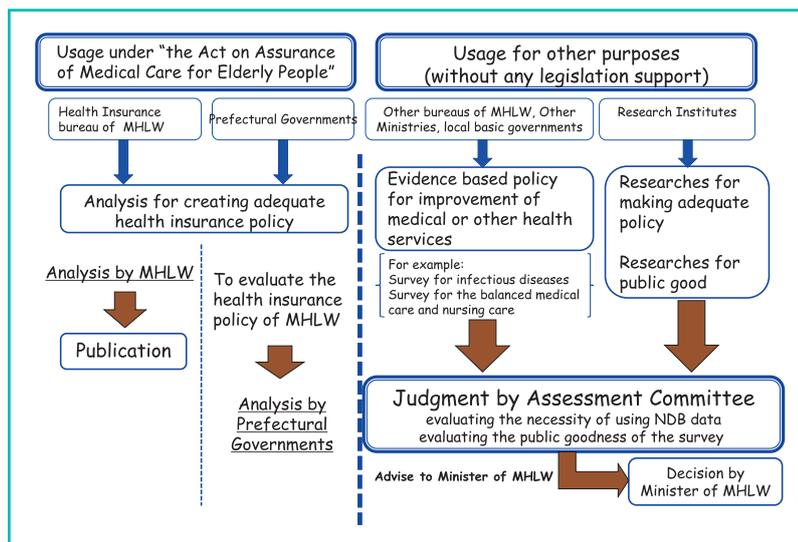 Usage under “the Act on Assurance
of Medical Care for Elderly People”
Usage for other purposes
(without any legislation support)
Health Insurance
bureau of MHLW
Prefectural Governments
Other bureaus of MHLW, Other
Ministries, local basic governments
Research Institutes
Analysis for creating adequate
health insurance policy
Evidence based policy
for improvement of
medical or other health
services
Researches for
making adequate
policy
Researches for
public good
Analysis by MHLW
Publication
To evaluate the
health insurance
policy of MHLW
Analysis by
Prefectural
Governments
For example:
Survey for infectious diseases
Survey for the balanced medical
care and nursing care
Judgment by Assessment Committee
evaluating the necessity of using NDB data
evaluating the public goodness of the survey
Advise to Minister of MHLW
Decision by
Minister of MHLW